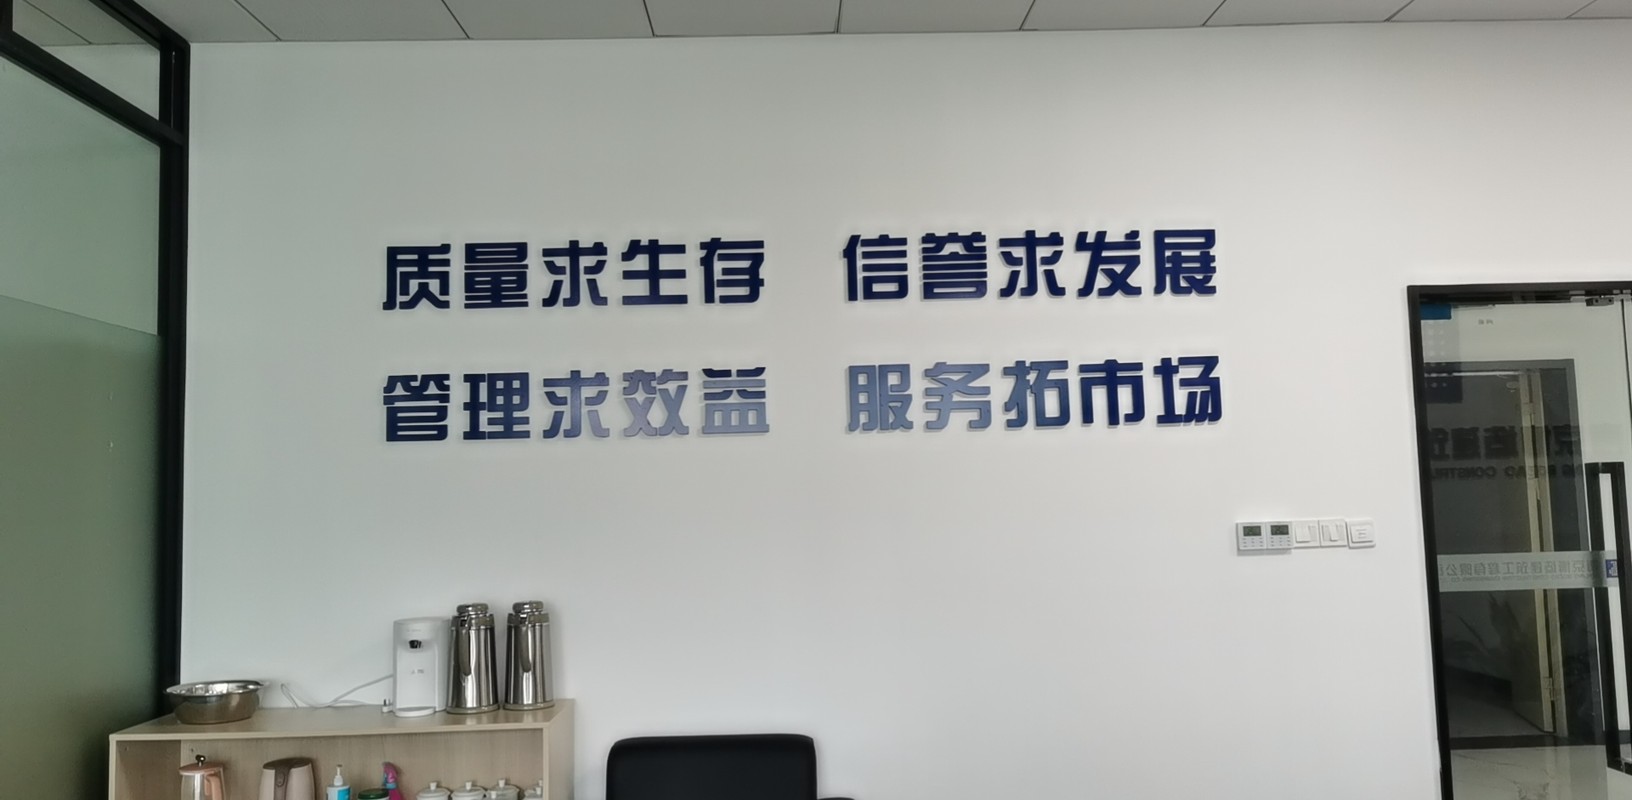 质量求生存 信誉求发展
管理求效益 服务拓市场